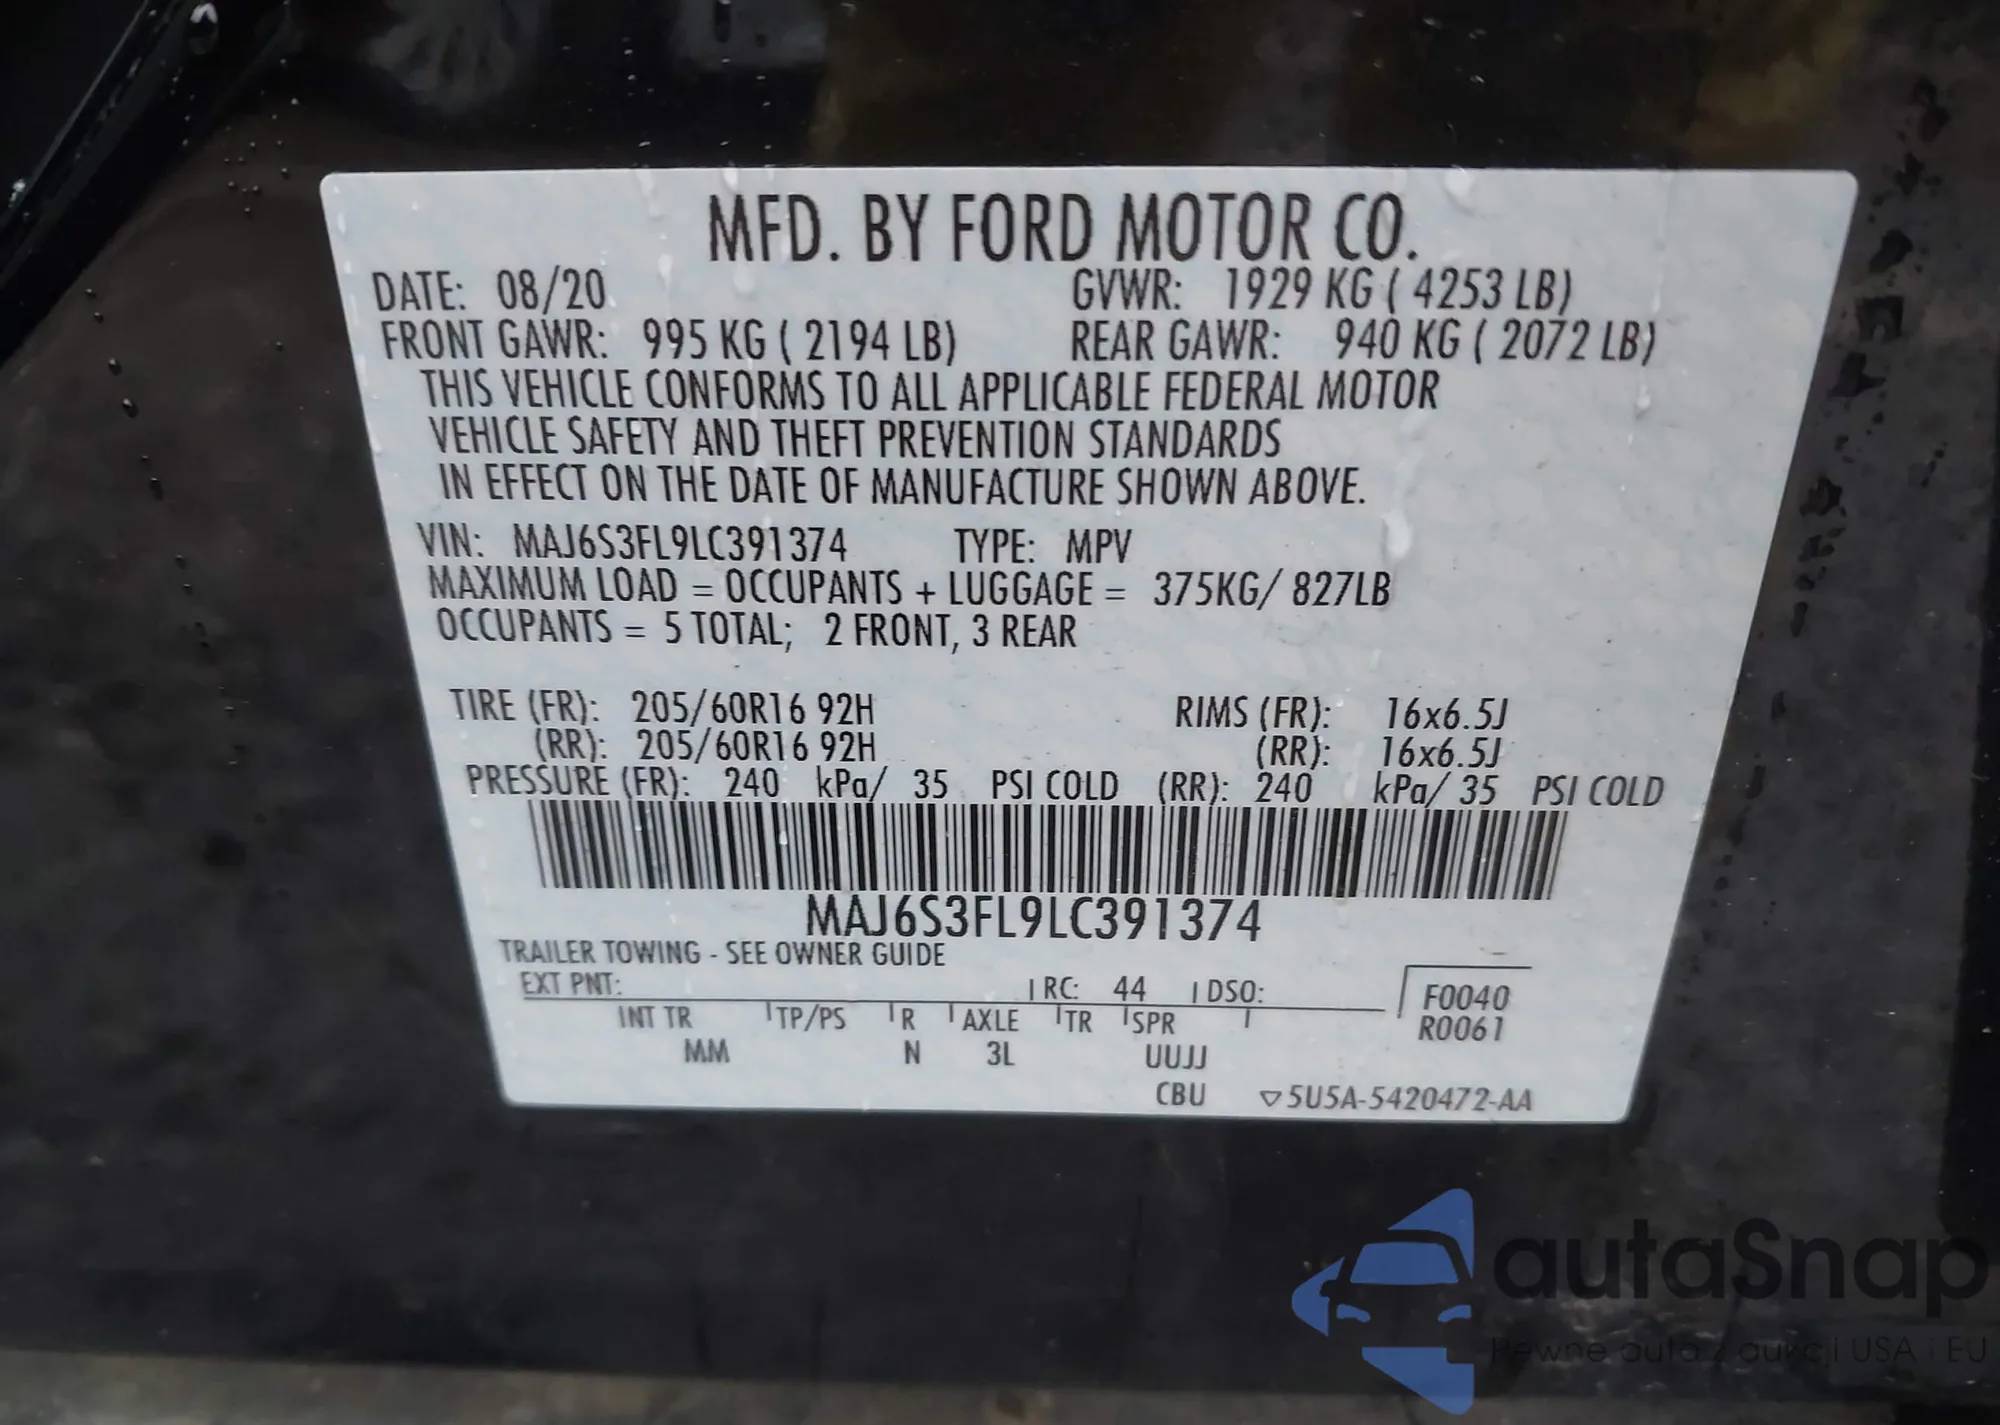 MFD. BY FORD MOTOR CO.
DATE: 08/20 GVWR: 1929 KG ( 4253 LB)
FRONT GAWR: 995 KG ( 2194 LB) REAR GAWR: 940 KG ( 2072 LB)
THIS VEHICLE CONFORMS TO ALL APPLICABLE FEDERAL MOTOR
VEHICLE SAFETY AND THEFT PREVENTION STANDARDS
IN EFFECT ON THE DATE OF MANUFACTURE SHOWN ABOVE.
VIN: MAJ6S3FL9LC391374 TYPE: MPV
MAXIMUM LOAD = OCCUPANTS + LUGGAGE = 375KG/ 827LB
OCCUPANTS = 5 TOTAL; 2 FRONT, 3 REAR
TIRE (FR): 205/60R16 92H RIMS (FR): 16x6.5J
(RR): 205/60R16 92H (RR): 16x6.5J
PRESSURE (FR): 240 kPa/ 35 PSI COLD (RR): 240 kPa/ 35 PSI COLD
MAJ6S3FL9LC391374
TRAILER TOWING - SEE OWNER GUIDE
EXT PNT: RC: 44 DSO: F0040
INT TR TP/PS R AXLE TR SPR R0061
MM N 3L UUJJ
CBU ▽5U5A-5420472-AA
autaSnap
Pewne auta z aukcji USA i EU